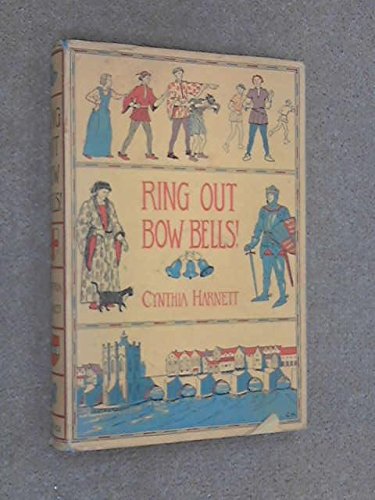 RING OUT
BOW BELLS!
CYNTHIA HARNETT